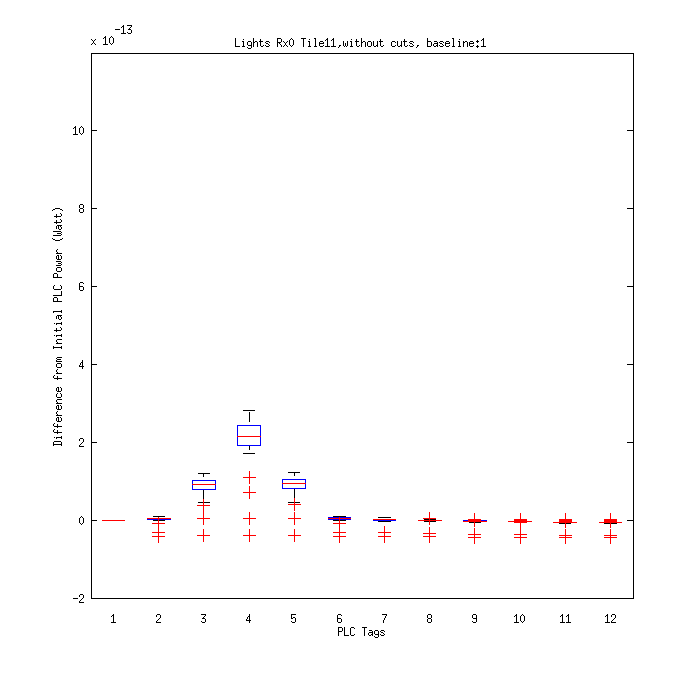 x 10-13
Lights Rx0 Tile11,without cuts, baseline:1
10
8
6
4
2
0
-2
Difference from Initial PLC Power (Watt)
1 2 3 4 5 6 7 8 9 10 11 12
PLC Tags